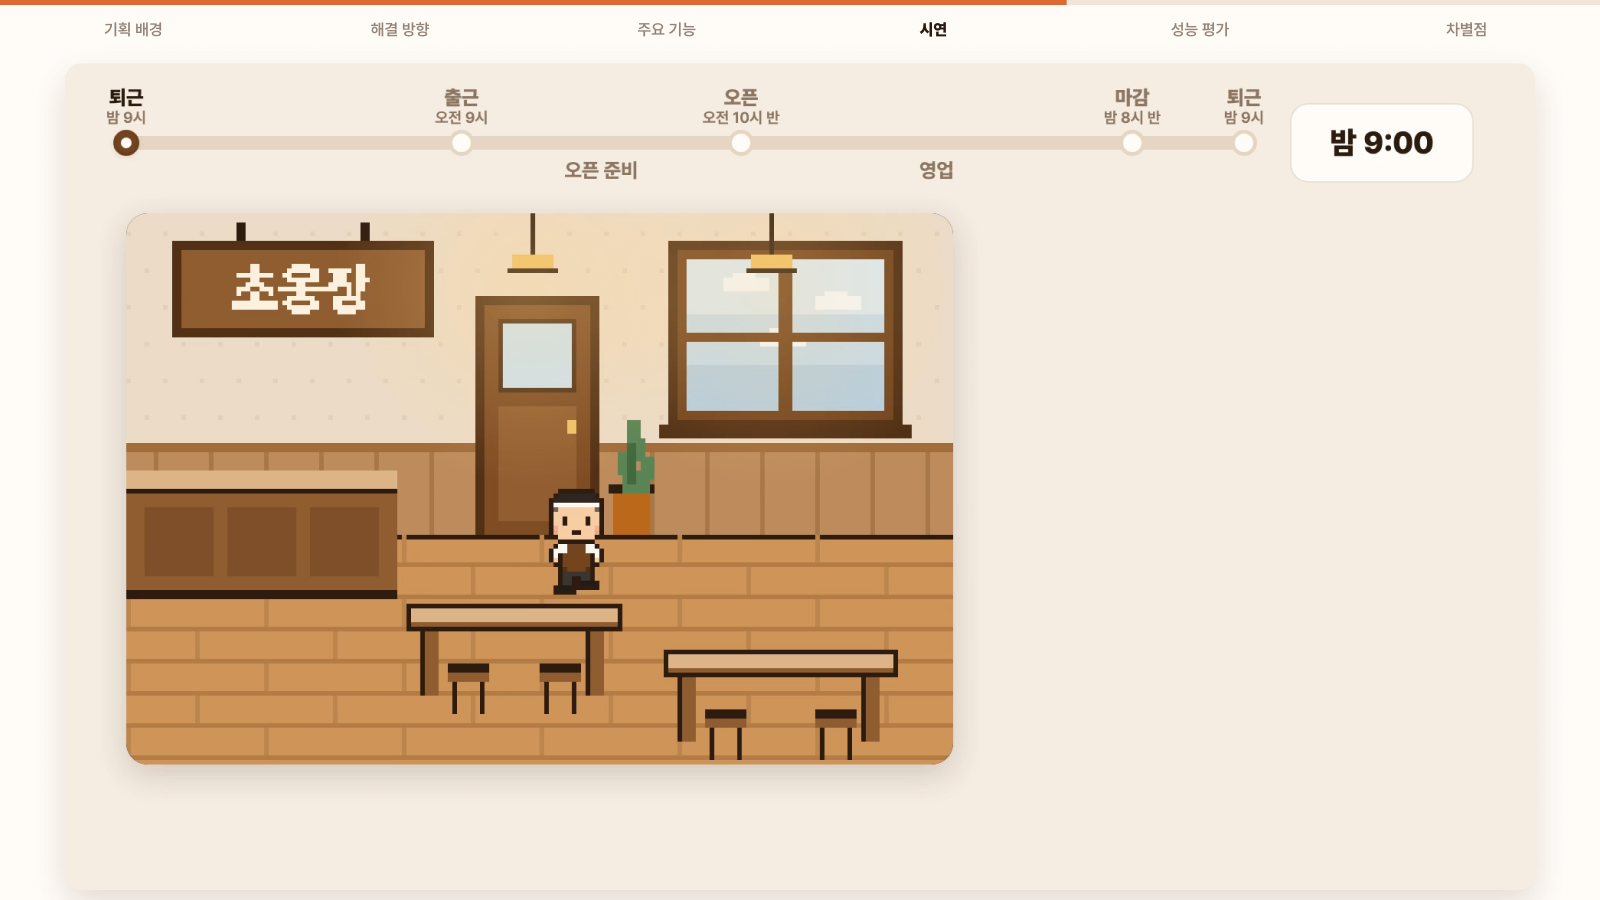 기획 배경
해결 방향
주요 기능
시연
성능 평가
차별점
퇴근
밤 9시
출근
오전 9시
오픈
오전 10시 반
마감
밤 8시 반
퇴근
밤 9시
밤 9:00
오픈 준비
영업
초웅장